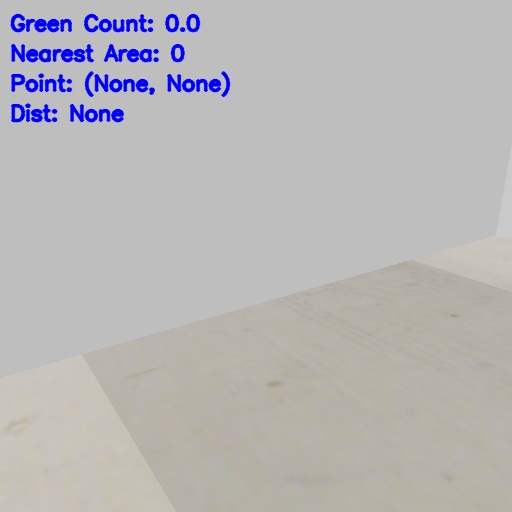 Green Count: 0.0
Nearest Area: 0
Point: (None, None)
Dist: None